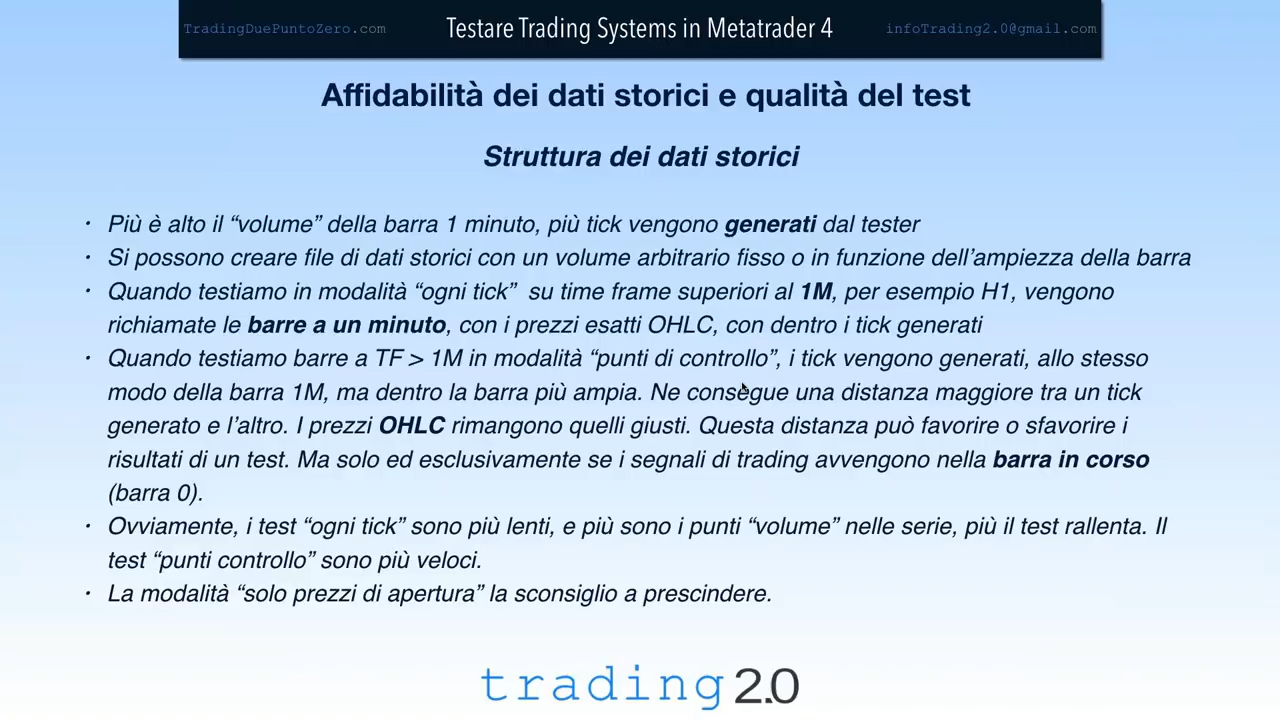 TradingDuePuntoZero.com
Testare Trading Systems in Metatrader 4
infoTrading2.0@gmail.com
Affidabilità dei dati storici e qualità del test
Struttura dei dati storici
· Più è alto il “volume” della barra 1 minuto, più tick vengono generati dal tester
· Si possono creare file di dati storici con un volume arbitrario fisso o in funzione dell’ampiezza della barra
· Quando testiamo in modalità “ogni tick” su time frame superiori al 1M, per esempio H1, vengono
richiamate le barre a un minuto, con i prezzi esatti OHLC, con dentro i tick generati
· Quando testiamo barre a TF > 1M in modalità “punti di controllo”, i tick vengono generati, allo stesso
modo della barra 1M, ma dentro la barra più ampia. Ne consegue una distanza maggiore tra un tick
generato e l’altro. I prezzi OHLC rimangono quelli giusti. Questa distanza può favorire o sfavorire i
risultati di un test. Ma solo ed esclusivamente se i segnali di trading avvengono nella barra in corso
(barra 0).
· Ovviamente, i test “ogni tick” sono più lenti, e più sono i punti “volume” nelle serie, più il test rallenta. Il
test “punti controllo” sono più veloci.
· La modalità “solo prezzi di apertura” la sconsiglio a prescindere.
trading 2.0